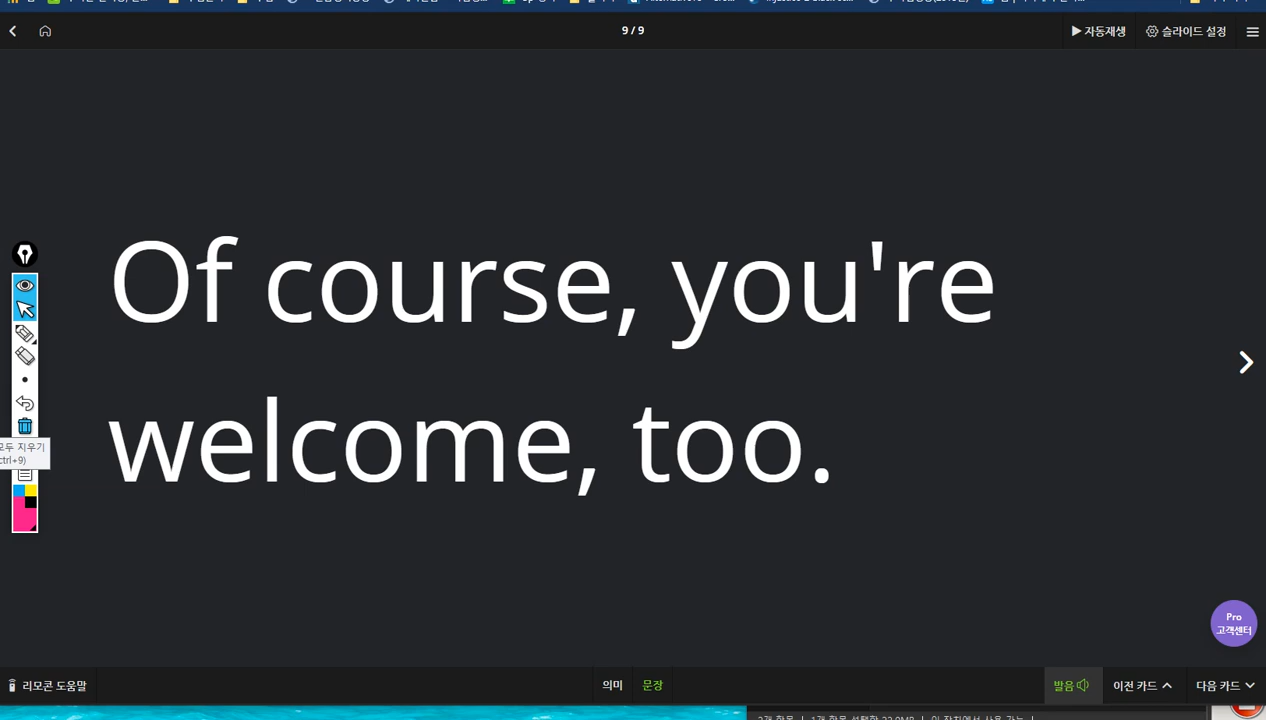 9 / 9
자동재생
슬라이드 설정
Of course, you're
welcome, too.
모두 지우기
ctrl+9)
Pro
고객센터
리모콘 도움말
의미
문장
발음
이전 카드
다음 카드